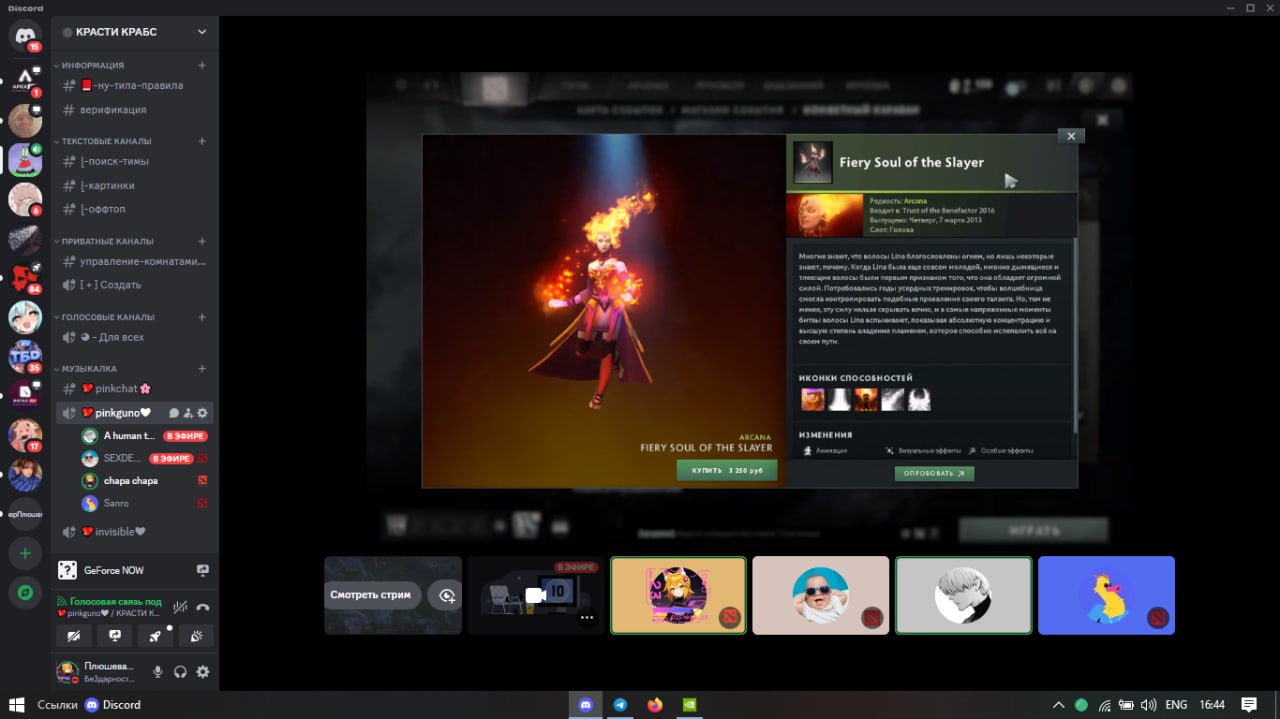 Discord
15
КРАСТИ КРАБС
ИНФОРМАЦИЯ
-ну-типа-правила
верификация
ТЕКСТОВЫЕ КАНАЛЫ
[-поиск-тимы
[-картинки
[-оффтоп
ПРИВАТНЫЕ КАНАЛЫ
управление-комнатами...
[+] Создать
ГОЛОСОВЫЕ КАНАЛЫ
- Для всех
МУЗЫКАЛКА
pinkchat
pinkguno
A human t... В ЭФИРЕ
SEXDE... В ЭФИРЕ
chapa chapa
Sanro
invisible
1
6
84
ТБР
35
17
ерПлюшев
GeForce NOW
Голосовая связь под
pinkguno / КРАСТИ К...
Плюшева...
БеЗдарност...
Fiery Soul of the Slayer
Редкость: Arcana
Входит в: Trust of the Benefactor 2016
Выпущено: Четверг, 7 марта 2013
Слот: Голова
Многие знают, что волосы Lina благословлены огнем, но лишь некоторые
знают, почему. Когда Lina была еще совсем молодой, именно дымящиеся и
тлеющие волосы были первым признаком того, что она обладает огромной
силой. Потребовались годы усердных тренировок, чтобы волшебница
смогла контролировать подобные проявления своего таланта. Но, тем не
менее, эту силу нельзя скрывать вечно, и в самые напряженные моменты
битвы волосы Lina вспыхивают, показывая абсолютную концентрацию и
высшую степень владения пламенем, которое способно испепелить всё на
своем пути.
ИКОНКИ СПОСОБНОСТЕЙ
ИЗМЕНЕНИЯ
Анимация Визуальные эффекты Особые эффекты
ОПРОБОВАТЬ
ARCANA
FIERY SOUL OF THE SLAYER
КУПИТЬ 3 250 руб
КАРТА СОБЫТИЯ / МАГАЗИН СОБЫТИЯ / КОНФЕТНЫЙ КАРАВАН
ИГРАТЬ
Смотреть стрим
В ЭФИРЕ
10
Ссылки
Discord
ENG
16:44